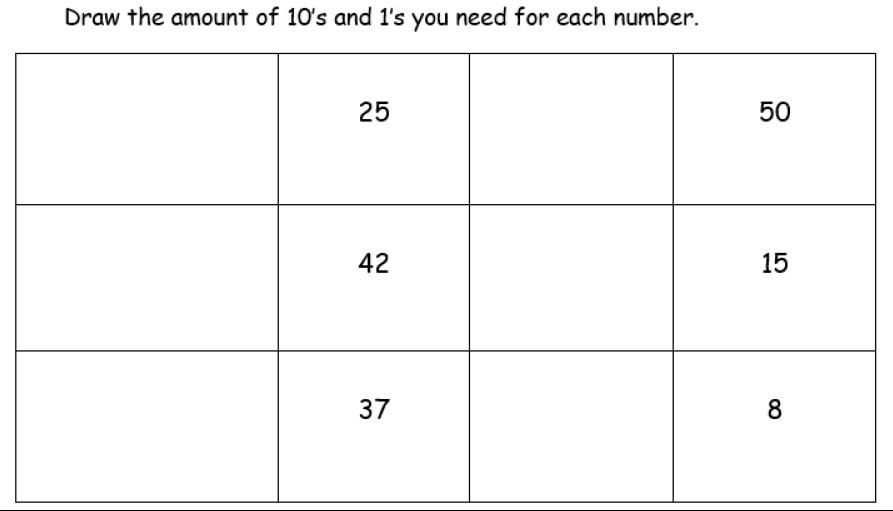 Draw the amount of 10's and 1's you need for each number.
25 50
42 15
37 8